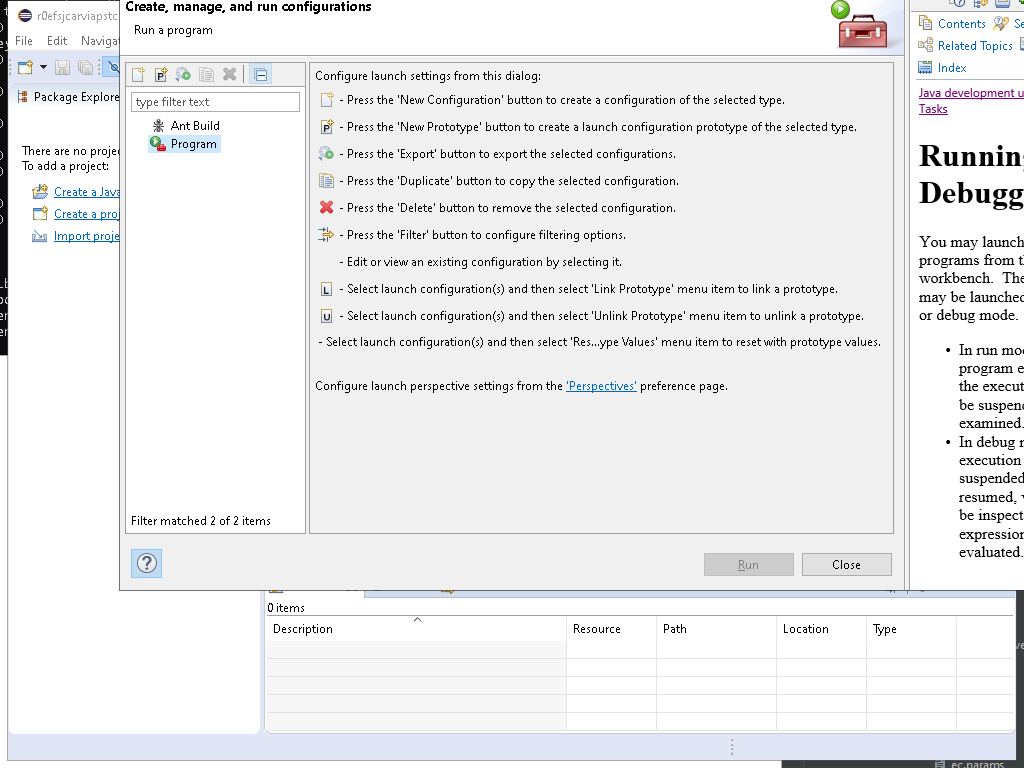 r0efsjcarviapstc
File Edit Naviga
Package Explore
There are no proje
To add a project:
Create a Java
Create a proj
Import proje
Create, manage, and run configurations
Run a program
type filter text
Ant Build
Program
Filter matched 2 of 2 items
Configure launch settings from this dialog:
- Press the 'New Configuration' button to create a configuration of the selected type.
- Press the 'New Prototype' button to create a launch configuration prototype of the selected type.
- Press the 'Export' button to export the selected configurations.
- Press the 'Duplicate' button to copy the selected configuration.
- Press the 'Delete' button to remove the selected configuration.
- Press the 'Filter' button to configure filtering options.
- Edit or view an existing configuration by selecting it.
L - Select launch configuration(s) and then select 'Link Prototype' menu item to link a prototype.
U - Select launch configuration(s) and then select 'Unlink Prototype' menu item to unlink a prototype.
- Select launch configuration(s) and then select 'Res...ype Values' menu item to reset with prototype values.
Configure launch perspective settings from the 'Perspectives' preference page.
Run Close
Contents Se
Related Topics
Index
Java development u
Tasks
Running
Debugg
You may launch
programs from th
workbench. The
may be launched
or debug mode.
• In run mod
program e
the execut
be suspend
examined.
• In debug m
execution
suspended
resumed, v
be inspect
expression
evaluated.
0 items
Description Resource Path Location Type
ec.params